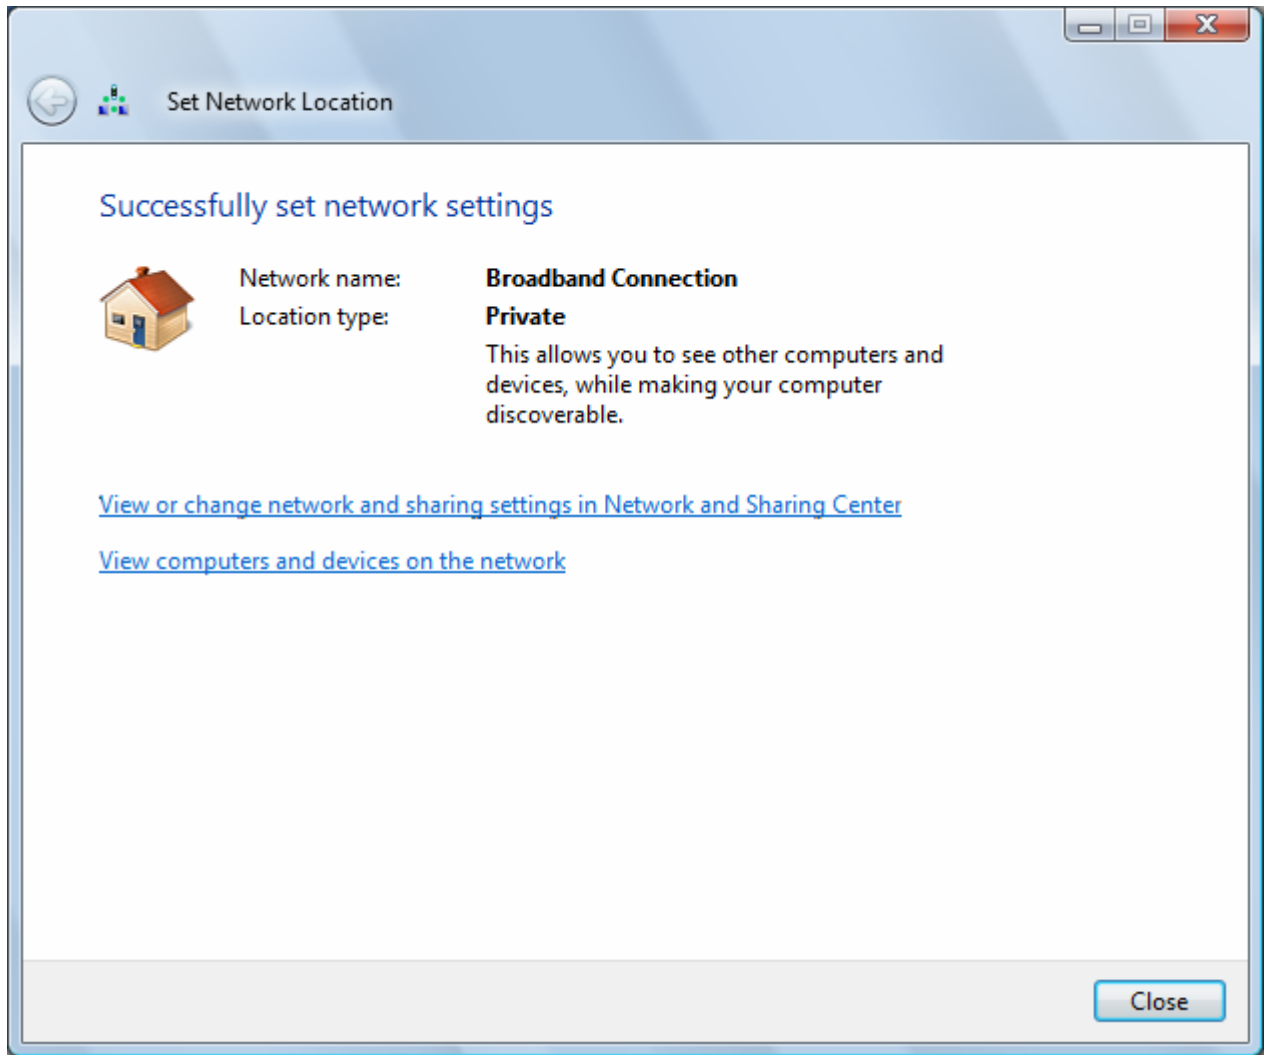 Set Network Location
Successfully set network settings
Network name: Broadband Connection
Location type: Private
This allows you to see other computers and
devices, while making your computer
discoverable.
View or change network and sharing settings in Network and Sharing Center
View computers and devices on the network
Close